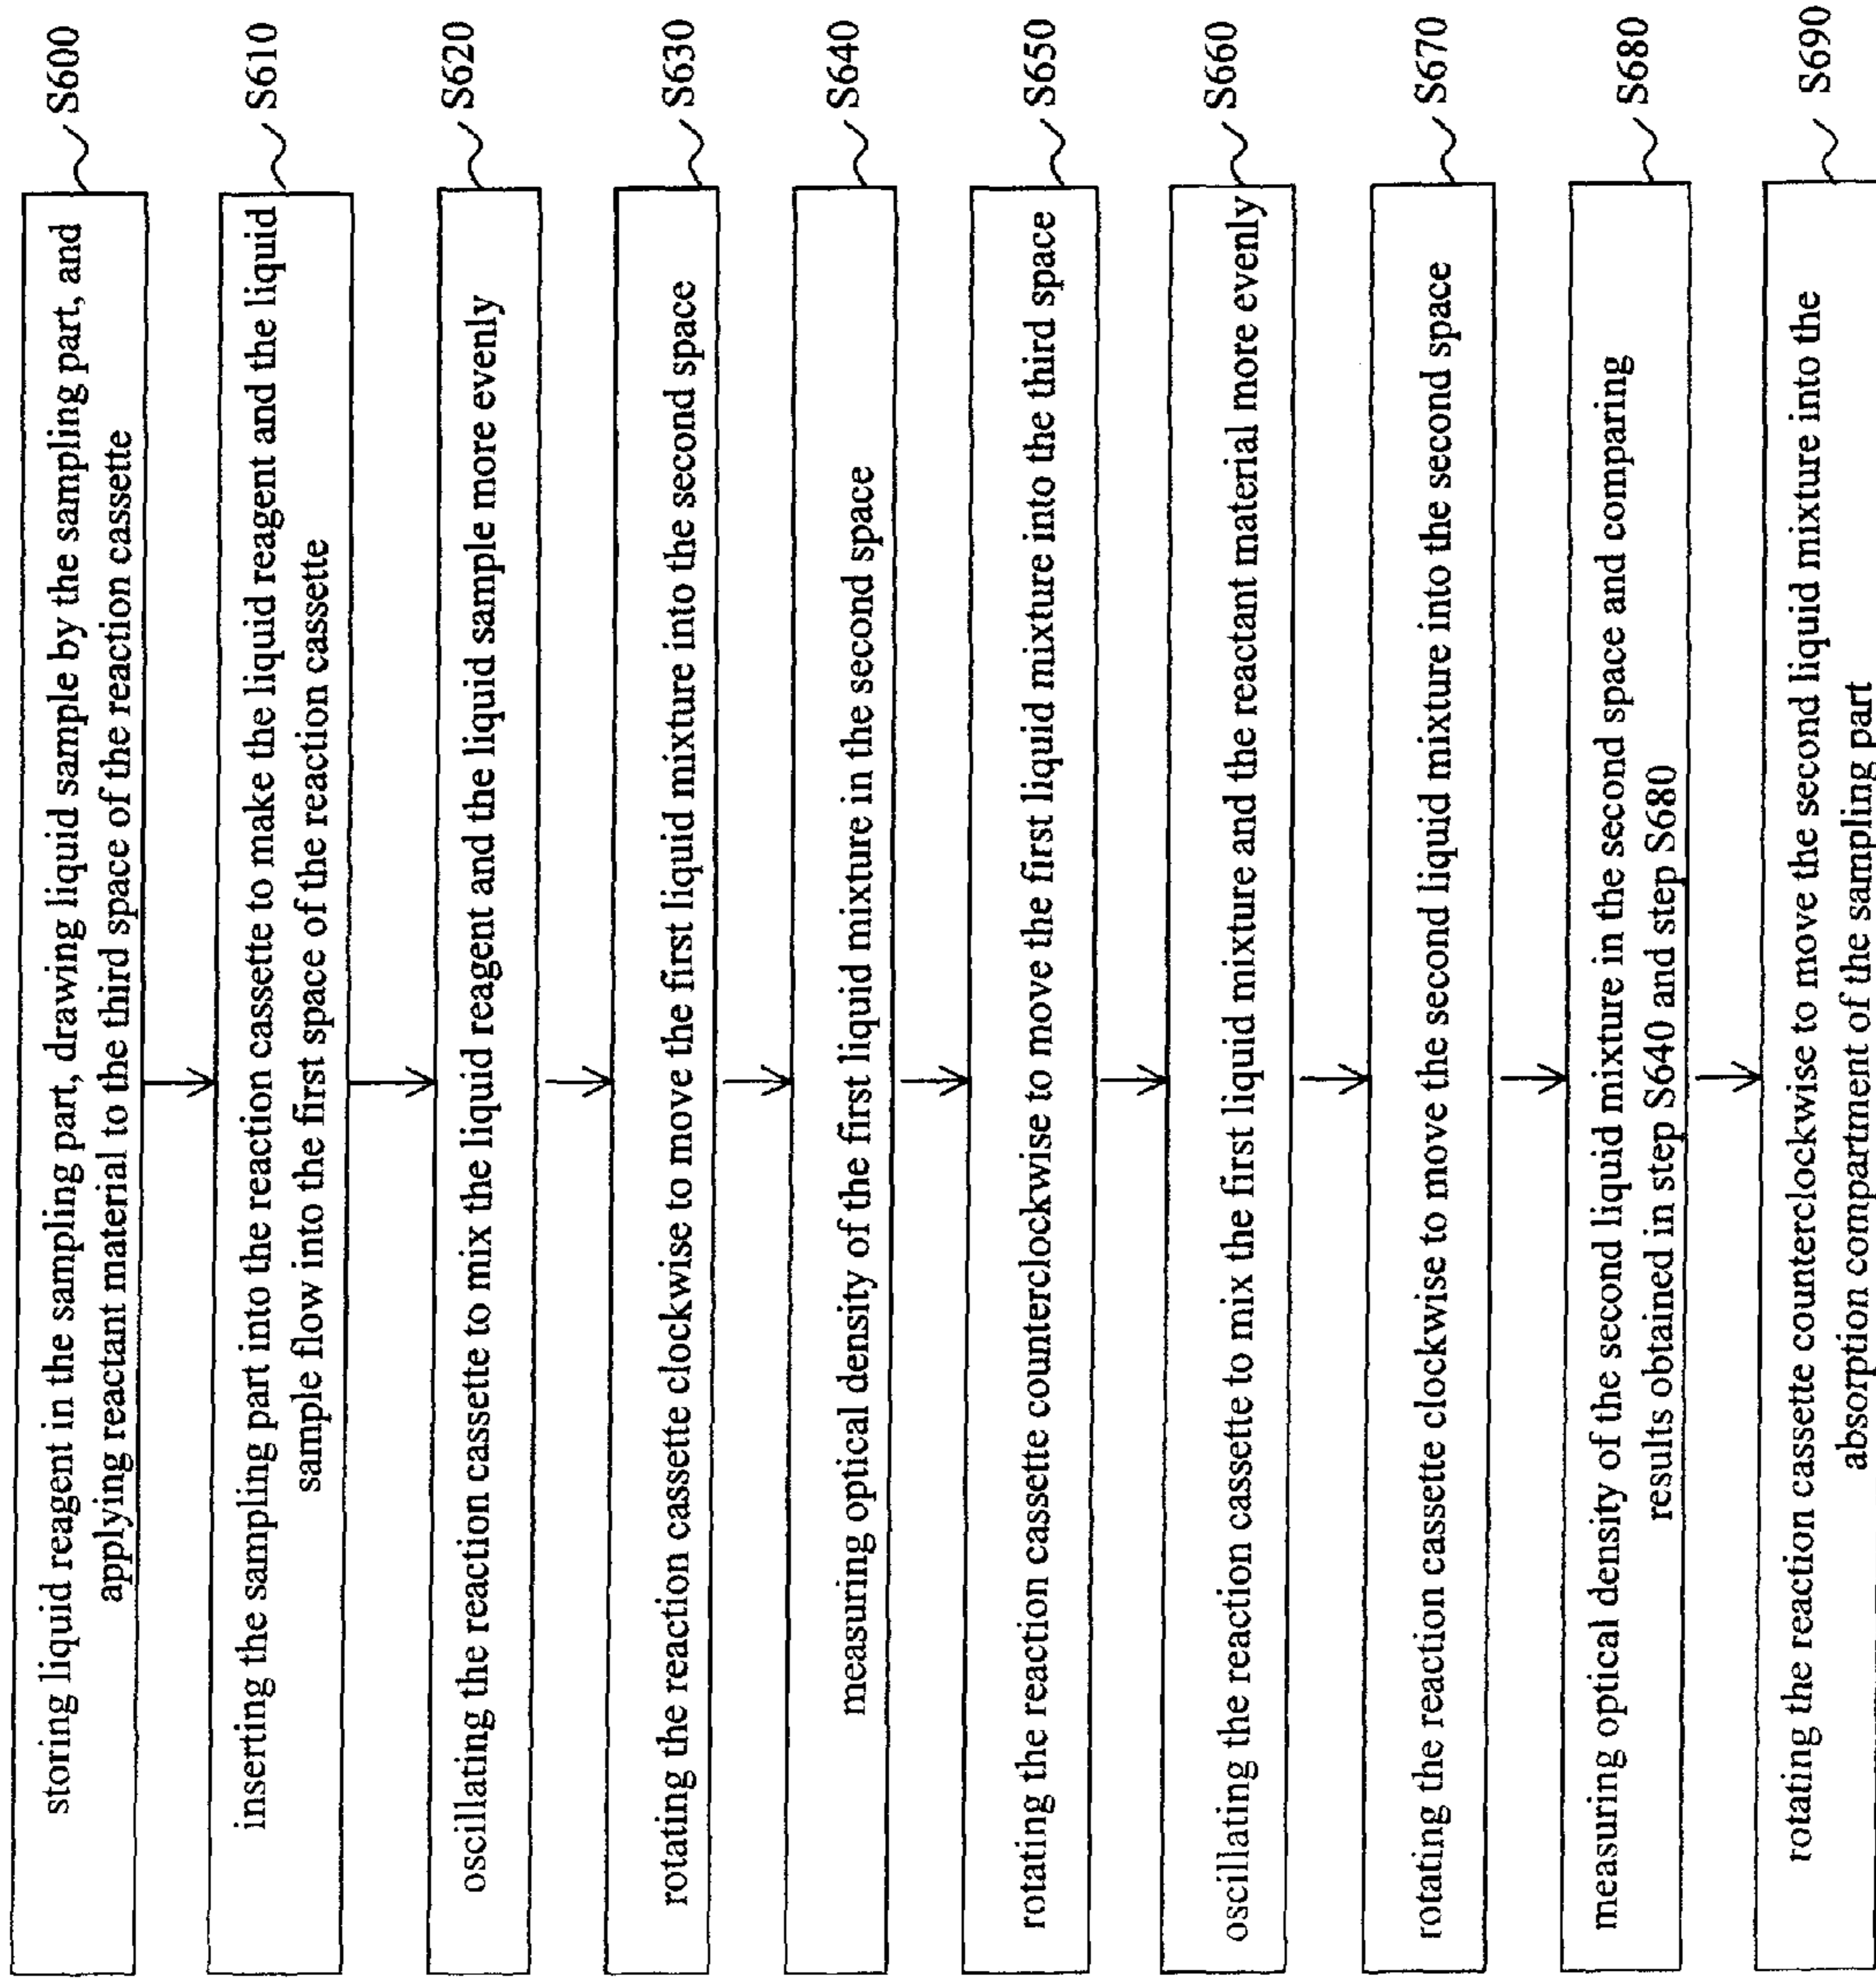 storing liquid reagent in the sampling part, drawing liquid sample by the sampling part, and
applying reactant material to the third space of the reaction cassette
S600
inserting the sampling part into the reaction cassette to make the liquid reagent and the liquid
sample flow into the first space of the reaction cassette
S610
oscillating the reaction cassette to mix the liquid reagent and the liquid sample more evenly
S620
rotating the reaction cassette clockwise to move the first liquid mixture into the second space
S630
measuring optical density of the first liquid mixture in the second space
S640
rotating the reaction cassette counterclockwise to move the first liquid mixture into the third space
S650
oscillating the reaction cassette to mix the first liquid mixture and the reactant material more evenly
S660
rotating the reaction cassette clockwise to move the second liquid mixture into the second space
S670
measuring optical density of the second liquid mixture in the second space and comparing
results obtained in step S640 and step S680
S680
rotating the reaction cassette counterclockwise to move the second liquid mixture into the
absorption compartment of the sampling part
S690